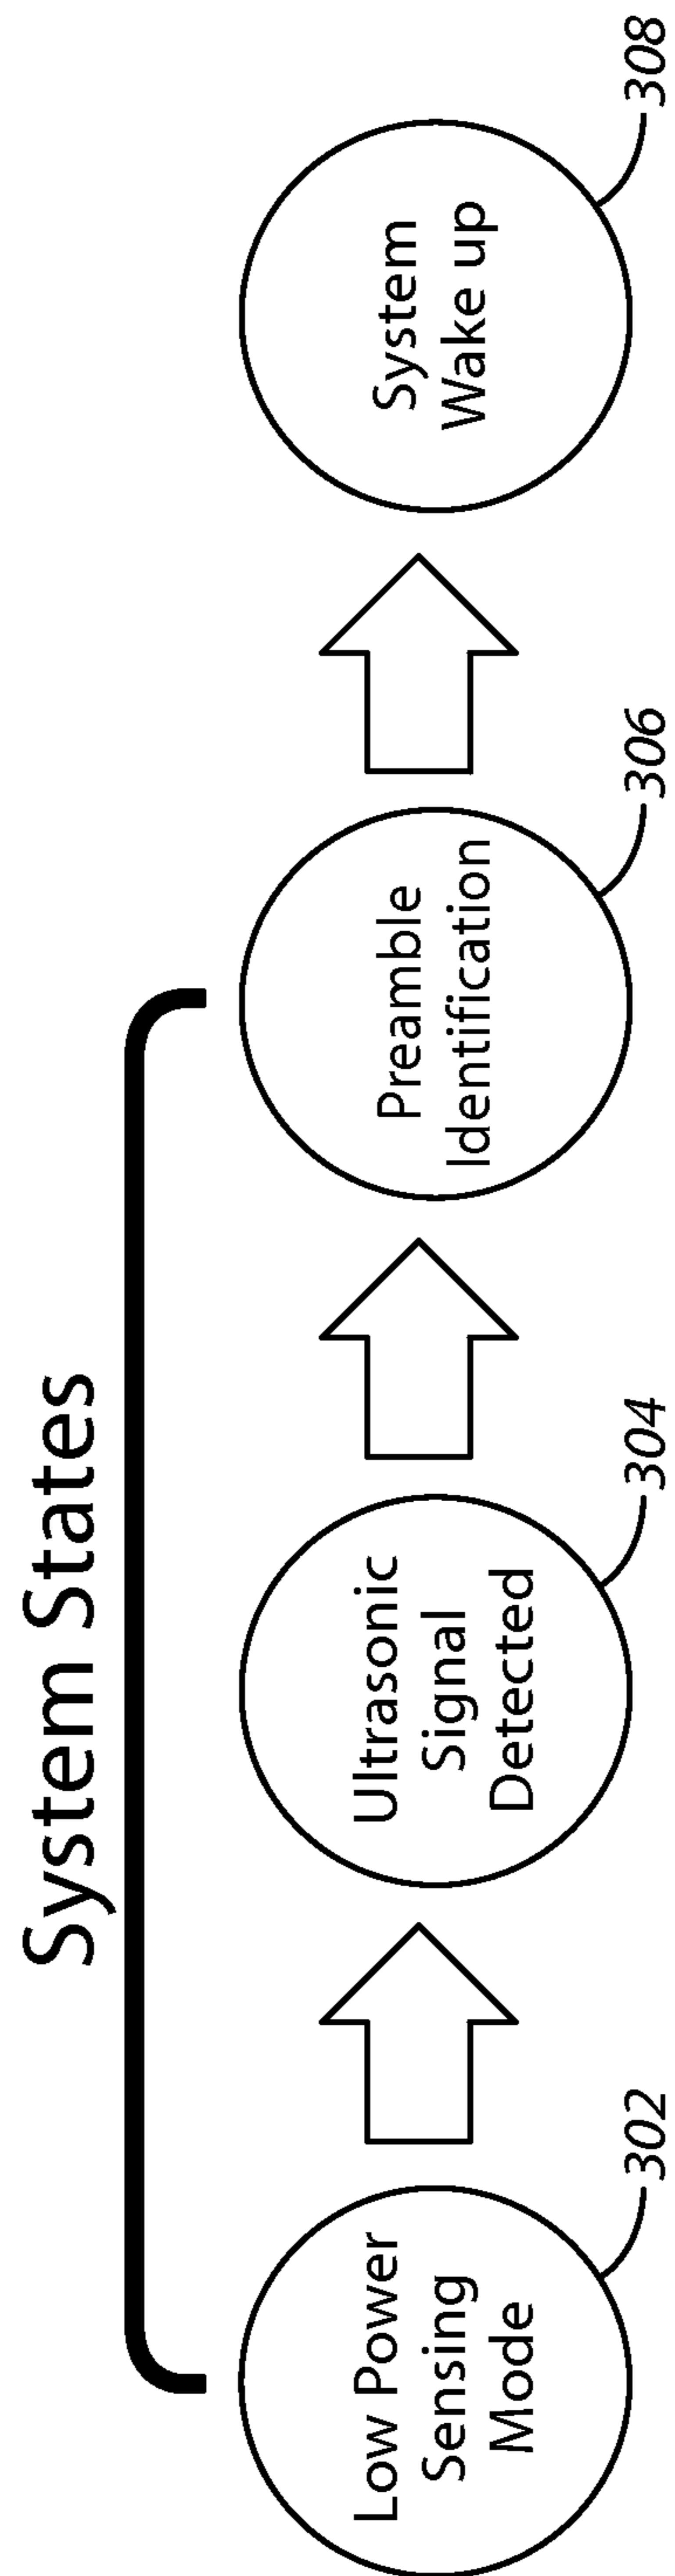 System States
Low Power
Sensing
Mode
302
Ultrasonic
Signal
Detected
304
Preamble
Identification
306
System
Wake up
308